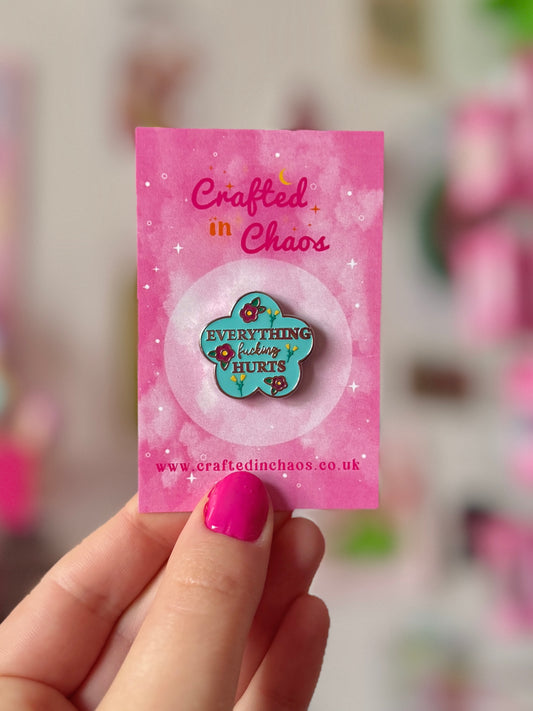 Crafted
in Chaos
EVERYTHING
fucking
HURTS
www.craftedinchaos.co.uk